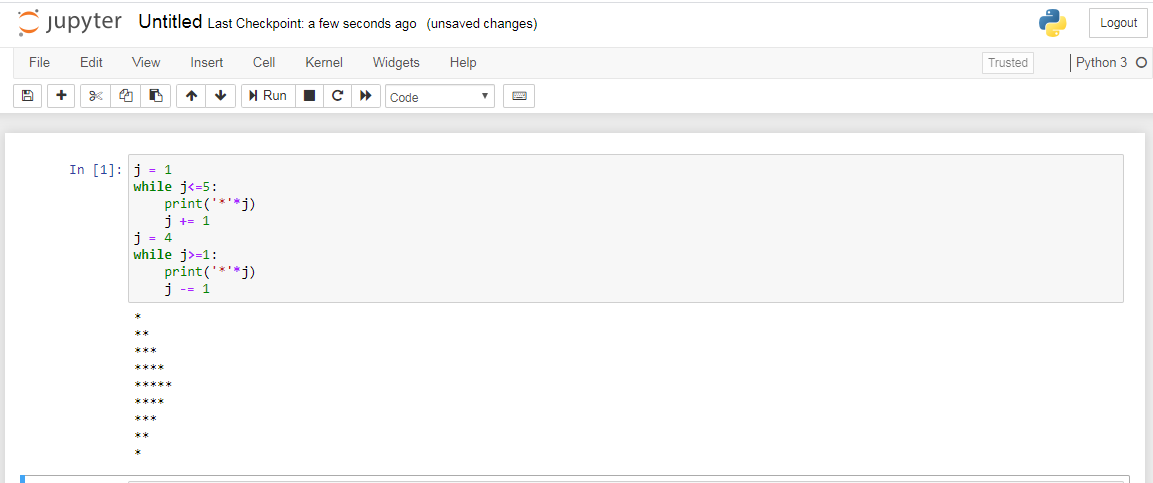 jupyter Untitled Last Checkpoint: a few seconds ago (unsaved changes) Logout
File Edit View Insert Cell Kernel Widgets Help Trusted Python 3
Run Code
In [1]: j = 1
while j<=5:
    print('*'*j)
    j += 1
j = 4
while j>=1:
    print('*'*j)
    j -= 1
*
**
***
****
*****
****
***
**
*